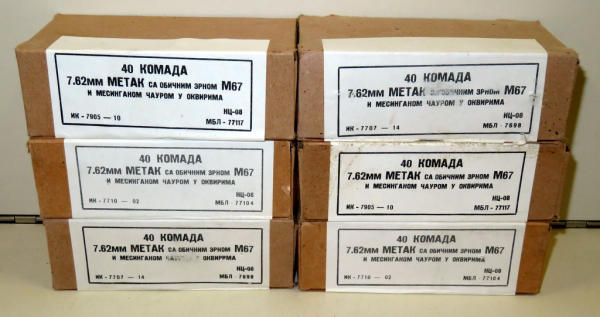 40 КОМАДА
7.62мм МЕТАК СА ОБИЧНИМ ЗРНОМ М67
И МЕСИНГАНОМ ЧАУРОМ У ОКВИРИМА
НЦ-08
ИК - 7905 — 10 МБЛ - 77117
40 КОМАДА
7.62мм МЕТАК СА ОБИЧНИМ ЗРНОМ М67
И МЕСИНГАНОМ ЧАУРОМ У ОКВИРИМА
НЦ-08
ИК - 7707 - 14 МБЛ - 7698
40 КОМАДА
7.62мм МЕТАК СА ОБИЧНИМ ЗРНОМ М67
И МЕСИНГАНОМ ЧАУРОМ У ОКВИРИМА
НЦ-08
ИК - 7710 — 02 МБЛ - 77104
40 КОМАДА
7.62мм МЕТАК СА ОБИЧНИМ ЗРНОМ М67
И МЕСИНГАНОМ ЧАУРОМ У ОКВИРИМА
НЦ-08
ИК - 7905 — 10 МБЛ - 77117
40 КОМАДА
7.62мм МЕТАК СА ОБИЧНИМ ЗРНОМ М67
И МЕСИНГАНОМ ЧАУРОМ У ОКВИРИМА
НЦ-08
ИК - 7707 — 14 МБЛ - 7698
40 КОМАДА
7.62мм МЕТАК СА ОБИЧНИМ ЗРНОМ М67
И МЕСИНГАНОМ ЧАУРОМ У ОКВИРИМА
НЦ-08
ИК - 7710 — 02 МБЛ - 77104